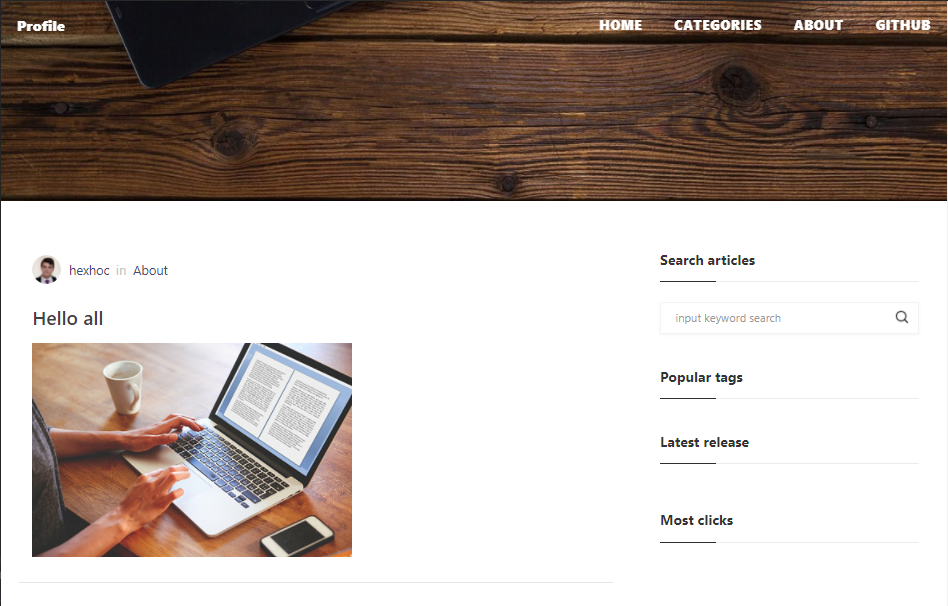 Profile
HOME CATEGORIES ABOUT GITHUB
hexhoc in About
Hello all
Search articles
input keyword search
Popular tags
Latest release
Most clicks